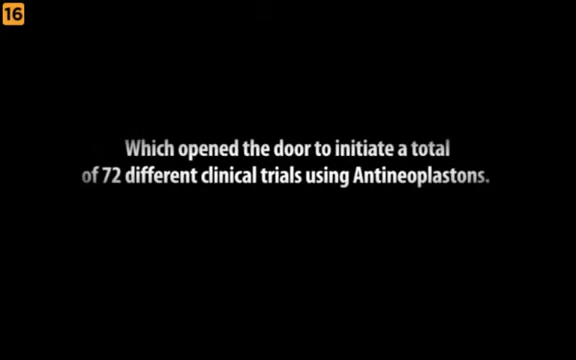 16
Which opened the door to initiate a total
of 72 different clinical trials using Antineoplastons.